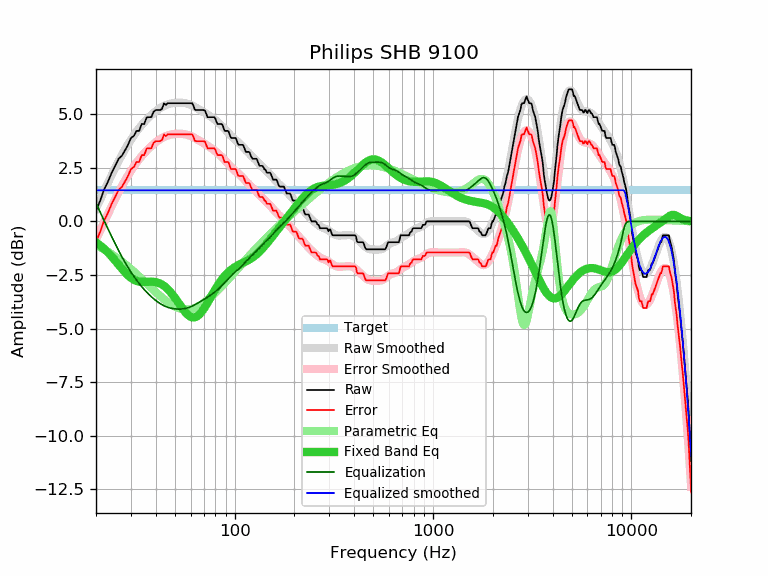 Philips SHB 9100
Amplitude (dBr)
5.0
2.5
0.0
−2.5
−5.0
−7.5
−10.0
−12.5
Target
Raw Smoothed
Error Smoothed
Raw
Error
Parametric Eq
Fixed Band Eq
Equalization
Equalized smoothed
100
1000
10000
Frequency (Hz)